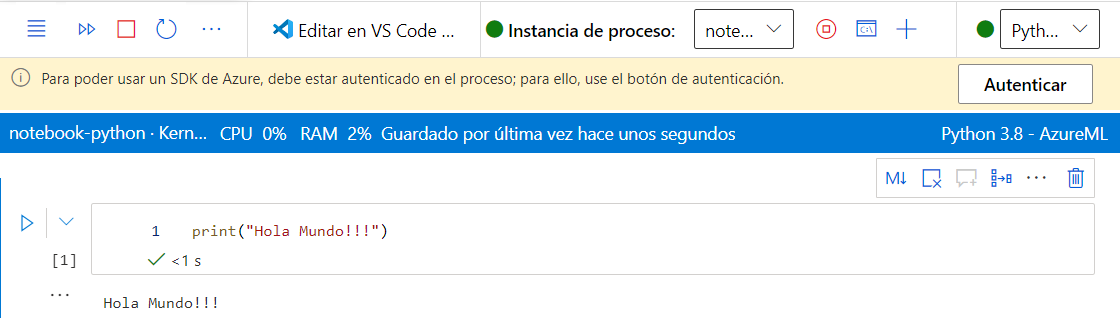 Editar en VS Code ... Instancia de proceso: note... C:\ Pyth...
Para poder usar un SDK de Azure, debe estar autenticado en el proceso; para ello, use el botón de autenticación. Autenticar
notebook-python · Kern... CPU 0% RAM 2% Guardado por última vez hace unos segundos Python 3.8 - AzureML
M↓
1 print("Hola Mundo!!!")
[1] <1 s
Hola Mundo!!!